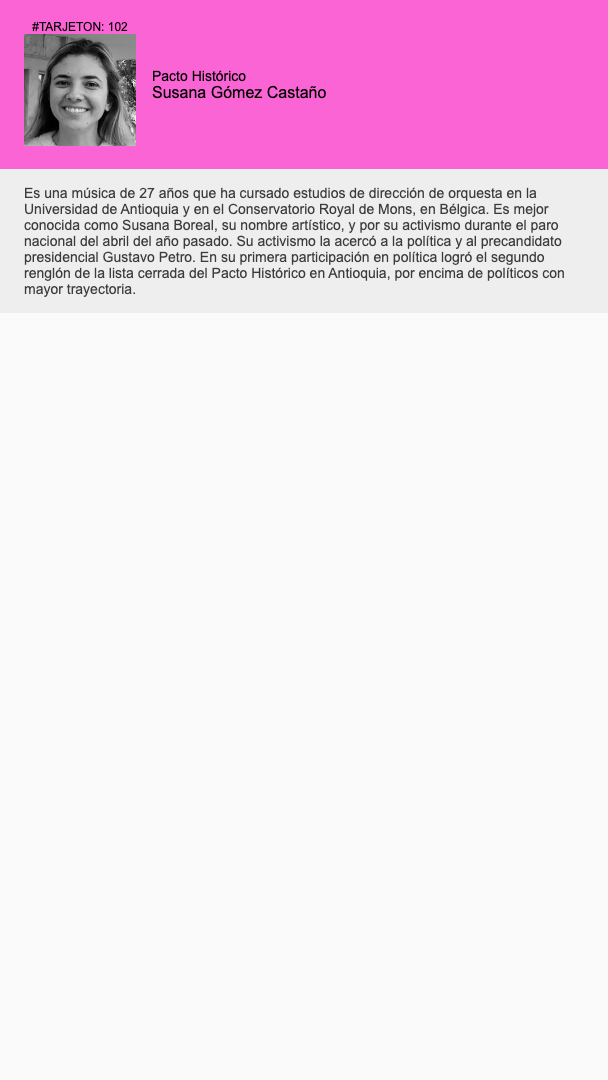 #TARJETON: 102
Pacto Histórico
Susana Gómez Castaño
Es una música de 27 años que ha cursado estudios de dirección de orquesta en la
Universidad de Antioquia y en el Conservatorio Royal de Mons, en Bélgica. Es mejor
conocida como Susana Boreal, su nombre artístico, y por su activismo durante el paro
nacional del abril del año pasado. Su activismo la acercó a la política y al precandidato
presidencial Gustavo Petro. En su primera participación en política logró el segundo
renglón de la lista cerrada del Pacto Histórico en Antioquia, por encima de políticos con
mayor trayectoria.